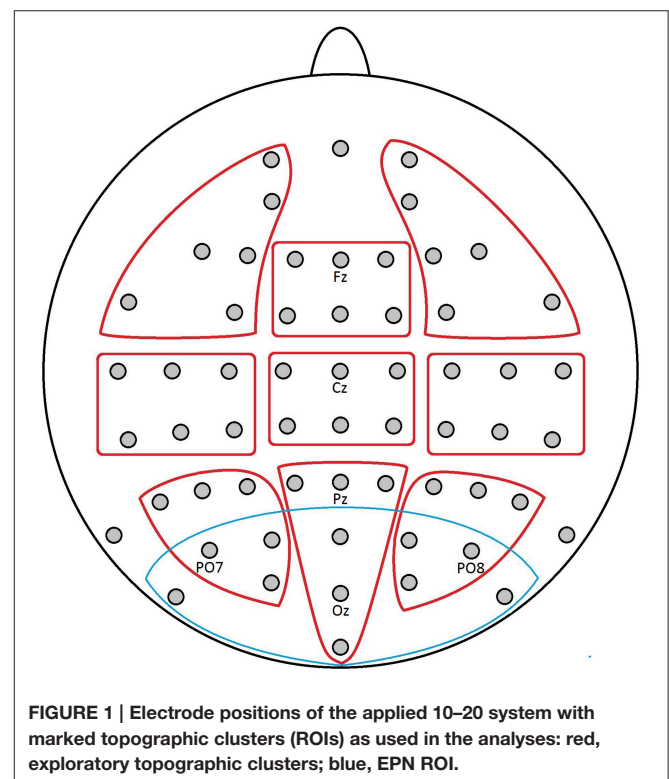 Fz
Cz
Pz
PO7 PO8
Oz
FIGURE 1 | Electrode positions of the applied 10–20 system with
marked topographic clusters (ROIs) as used in the analyses: red,
exploratory topographic clusters; blue, EPN ROI.